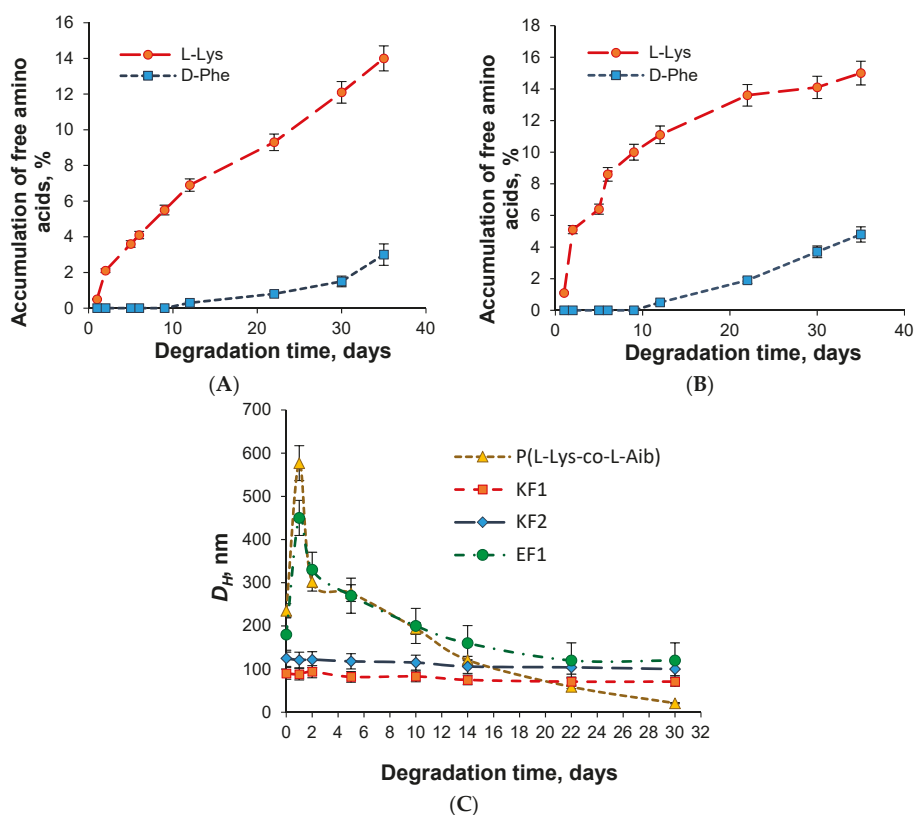 16
14
12
10
8
6
4
2
0
Accumulation of free amino
acids, %
L-Lys
D-Phe
0 10 20 30 40
Degradation time, days
(A)
18
16
14
12
10
8
6
4
2
0
Accumulation of free amino
acids, %
L-Lys
D-Phe
0 10 20 30 40
Degradation time, days
(B)
700
600
500
400
300
200
100
0
D_H, nm
P(L-Lys-co-L-Aib)
KF1
KF2
EF1
0 2 4 6 8 10 12 14 16 18 20 22 24 26 28 30 32
Degradation time, days
(C)